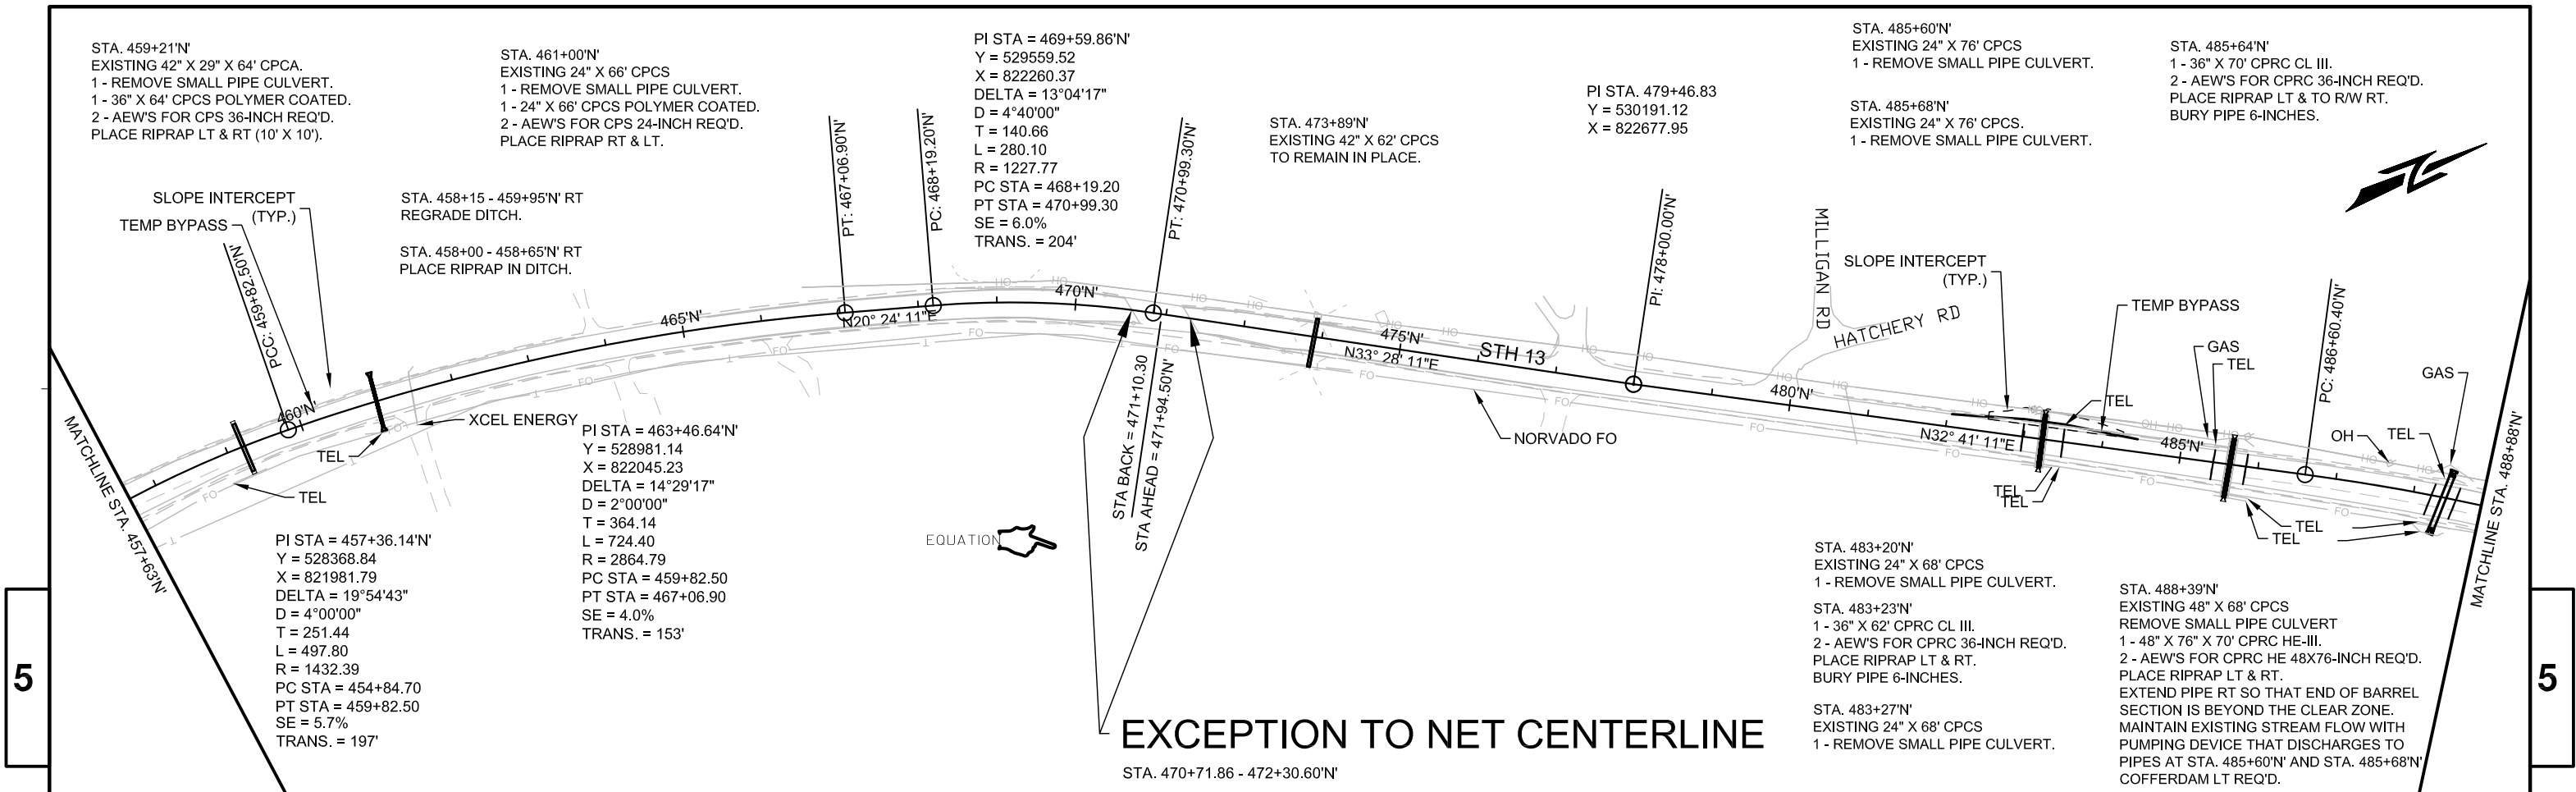 STA. 459+21'N'
EXISTING 42" X 29" X 64' CPCA.
1 - REMOVE SMALL PIPE CULVERT.
1 - 36" X 64' CPCS POLYMER COATED.
2 - AEW'S FOR CPS 36-INCH REQ'D.
PLACE RIPRAP LT & RT (10' X 10').
STA. 461+00'N'
EXISTING 24" X 66' CPCS
1 - REMOVE SMALL PIPE CULVERT.
1 - 24" X 66' CPCS POLYMER COATED.
2 - AEW'S FOR CPS 24-INCH REQ'D.
PLACE RIPRAP RT & LT.
PI STA = 469+59.86'N'
Y = 529559.52
X = 822260.37
DELTA = 13°04'17"
D = 4°40'00"
T = 140.66
L = 280.10
R = 1227.77
PC STA = 468+19.20
PT STA = 470+99.30
SE = 6.0%
TRANS. = 204'
STA. 473+89'N'
EXISTING 42" X 62' CPCS
TO REMAIN IN PLACE.
PI STA. 479+46.83
Y = 530191.12
X = 822677.95
STA. 485+60'N'
EXISTING 24" X 76' CPCS
1 - REMOVE SMALL PIPE CULVERT.
STA. 485+68'N'
EXISTING 24" X 76' CPCS.
1 - REMOVE SMALL PIPE CULVERT.
STA. 485+64'N'
1 - 36" X 70' CPRC CL III.
2 - AEW'S FOR CPRC 36-INCH REQ'D.
PLACE RIPRAP LT & TO R/W RT.
BURY PIPE 6-INCHES.
SLOPE INTERCEPT
(TYP.)
TEMP BYPASS
STA. 458+15 - 459+95'N' RT
REGRADE DITCH.
STA. 458+00 - 458+65'N' RT
PLACE RIPRAP IN DITCH.
PCC: 459+82.50'N'
PT: 467+06.90'N'
PC: 468+19.20'N'
PT: 470+99.30'N'
PI: 478+00.00'N'
MILLIGAN RD
HATCHERY RD
SLOPE INTERCEPT
(TYP.)
TEMP BYPASS
PC: 486+60.40'N'
GAS
TEL
GAS
TEL
OH
TEL
460'N'
465'N'
470'N'
475'N'
480'N'
485'N'
N20° 24' 11"E
N33° 28' 11"E
STH 13
N32° 41' 11"E
MATCHLINE STA. 457+63'N'
MATCHLINE STA. 488+88'N'
TEL
TEL
XCEL ENERGY
NORVADO FO
TEL
TEL
TEL
TEL
STA BACK = 471+10.30
STA AHEAD = 471+94.50'N'
EQUATION
PI STA = 457+36.14'N'
Y = 528368.84
X = 821981.79
DELTA = 19°54'43"
D = 4°00'00"
T = 251.44
L = 497.80
R = 1432.39
PC STA = 454+84.70
PT STA = 459+82.50
SE = 5.7%
TRANS. = 197'
PI STA = 463+46.64'N'
Y = 528981.14
X = 822045.23
DELTA = 14°29'17"
D = 2°00'00"
T = 364.14
L = 724.40
R = 2864.79
PC STA = 459+82.50
PT STA = 467+06.90
SE = 4.0%
TRANS. = 153'
STA. 483+20'N'
EXISTING 24" X 68' CPCS
1 - REMOVE SMALL PIPE CULVERT.
STA. 483+23'N'
1 - 36" X 62' CPRC CL III.
2 - AEW'S FOR CPRC 36-INCH REQ'D.
PLACE RIPRAP LT & RT.
BURY PIPE 6-INCHES.
STA. 483+27'N'
EXISTING 24" X 68' CPCS
1 - REMOVE SMALL PIPE CULVERT.
STA. 488+39'N'
EXISTING 48" X 68' CPCS
REMOVE SMALL PIPE CULVERT
1 - 48" X 76" X 70' CPRC HE-III.
2 - AEW'S FOR CPRC HE 48X76-INCH REQ'D.
PLACE RIPRAP LT & RT.
EXTEND PIPE RT SO THAT END OF BARREL
SECTION IS BEYOND THE CLEAR ZONE.
MAINTAIN EXISTING STREAM FLOW WITH
PUMPING DEVICE THAT DISCHARGES TO
PIPES AT STA. 485+60'N' AND STA. 485+68'N'
COFFERDAM LT REQ'D.
EXCEPTION TO NET CENTERLINE
STA. 470+71.86 - 472+30.60'N'
5
5